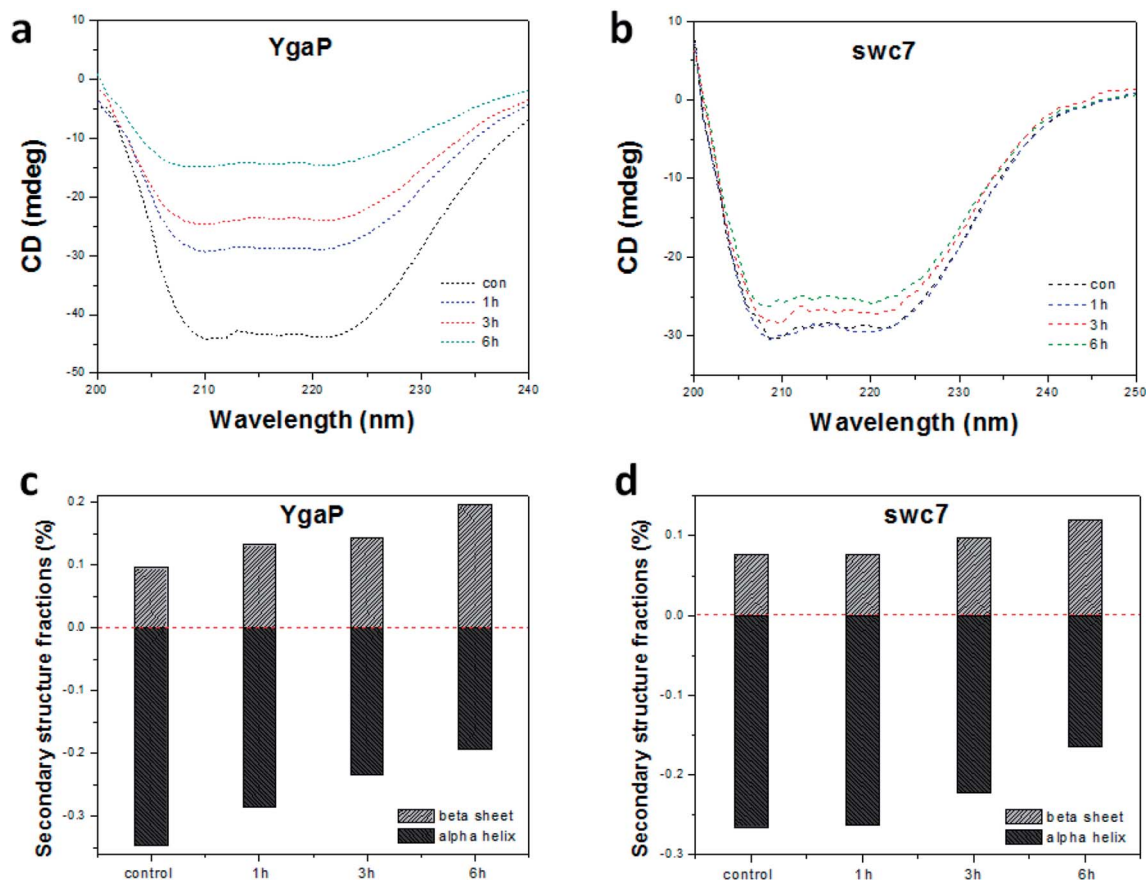 a
YgaP
10
0
-10
-20
-30
-40
-50
CD (mdeg)
con
1h
3h
6h
200
210
220
230
240
Wavelength (nm)
b
swc7
10
0
-10
-20
-30
CD (mdeg)
con
1h
3h
6h
200
210
220
230
240
250
Wavelength (nm)
c
YgaP
0.2
0.1
0.0
-0.1
-0.2
-0.3
Secondary structure fractions (%)
beta sheet
alpha helix
control
1h
3h
6h
d
swc7
0.1
0.0
-0.1
-0.2
-0.3
Secondary structure fractions (%)
beta sheet
alpha helix
control
1h
3h
6h